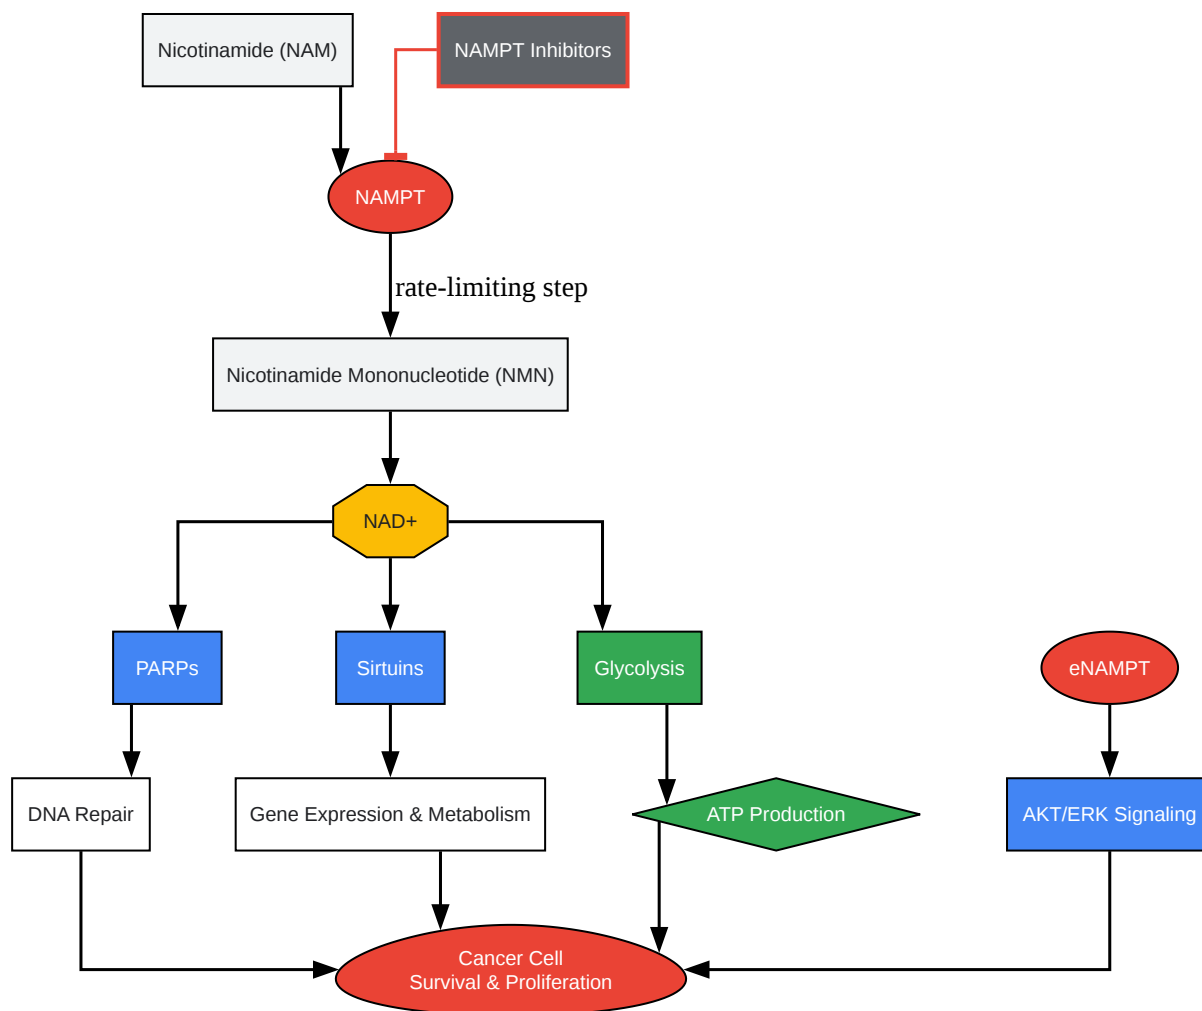 Nicotinamide (NAM)
NAMPT Inhibitors
NAMPT
rate-limiting step
Nicotinamide Mononucleotide (NMN)
NAD+
PARPs
Sirtuins
Glycolysis
eNAMPT
DNA Repair
Gene Expression & Metabolism
ATP Production
AKT/ERK Signaling
Cancer Cell
Survival & Proliferation